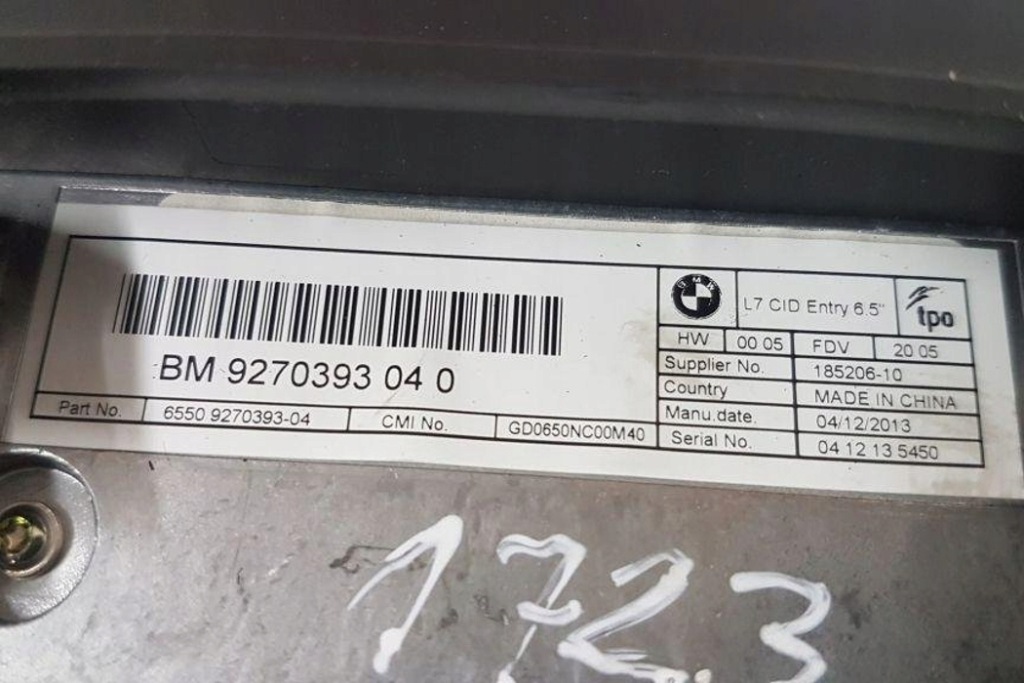 BMW
L7 CID Entry 6.5"
tpo
HW 00 05 FDV 20 05
BM 9270393 04 0
Supplier No. 185206-10
Country MADE IN CHINA
Manu.date. 04/12/2013
Serial No. 04 12 13 5450
Part No. 6550 9270393-04 CMI No. GD0650NC00M40
1723